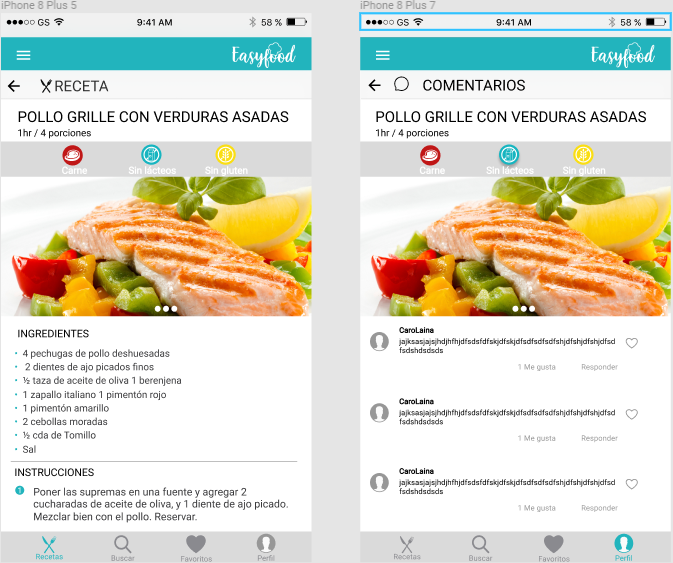 iPhone 8 Plus 5
GS 9:41 AM 58 %
Easyfood
RECETA
POLLO GRILLE CON VERDURAS ASADAS
1hr / 4 porciones
Carne Sin lácteos Sin gluten
INGREDIENTES
• 4 pechugas de pollo deshuesadas
• 2 dientes de ajo picados finos
• ½ taza de aceite de oliva 1 berenjena
• 1 zapallo italiano 1 pimentón rojo
• 1 pimentón amarillo
• 2 cebollas moradas
• ½ cda de Tomillo
• Sal
INSTRUCCIONES
1 Poner las supremas en una fuente y agregar 2
cucharadas de aceite de oliva, y 1 diente de ajo picado.
Mezclar bien con el pollo. Reservar.
Recetas Buscar Favoritos Perfil
iPhone 8 Plus 7
GS 9:41 AM 58 %
Easyfood
COMENTARIOS
POLLO GRILLE CON VERDURAS ASADAS
1hr / 4 porciones
Carne Sin lácteos Sin gluten
CaroLaina
jajksasjajsjhdjhfhjdfsdsfdfskjdfskjdfskjdfsdfsdfsdfshjdfshjdfshjdfshjdfsd
fsdshdsdsds
1 Me gusta Responder
CaroLaina
jajksasjajsjhdjhfhjdfsdsfdfskjdfskjdfskjdfsdfsdfsdfshjdfshjdfshjdfshjdfsd
fsdshdsdsds
1 Me gusta Responder
CaroLaina
jajksasjajsjhdjhfhjdfsdsfdfskjdfskjdfskjdfsdfsdfsdfshjdfshjdfshjdfshjdfsd
fsdshdsdsds
1 Me gusta Responder
Recetas Buscar Favoritos Perfil